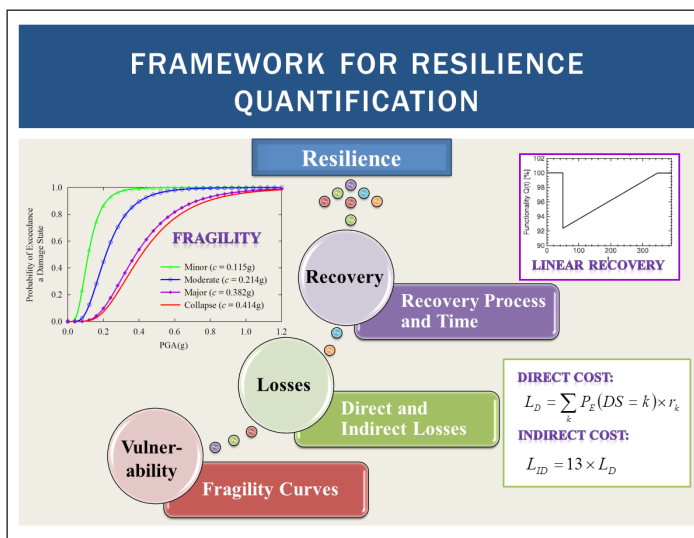 FRAMEWORK FOR RESILIENCE
QUANTIFICATION
Resilience
1.0
0.8
0.6
0.4
0.2
0.0
0.0 0.2 0.4 0.6 0.8 1.0 1.2
Probability of Exceedance
a Damage State
PGA(g)
FRAGILITY
Minor (c = 0.115g)
Moderate (c = 0.214g)
Major (c = 0.382g)
Collapse (c = 0.414g)
102
100
98
96
94
92
90
0 100 200 300
Functionality Q(t) [%]
LINEAR RECOVERY
Recovery
Recovery Process
and Time
Losses
Direct and
Indirect Losses
Vulner-
ability
Fragility Curves
DIRECT COST:
L_D = ∑_k P_E(DS = k) × r_k
INDIRECT COST:
L_ID = 13 × L_D